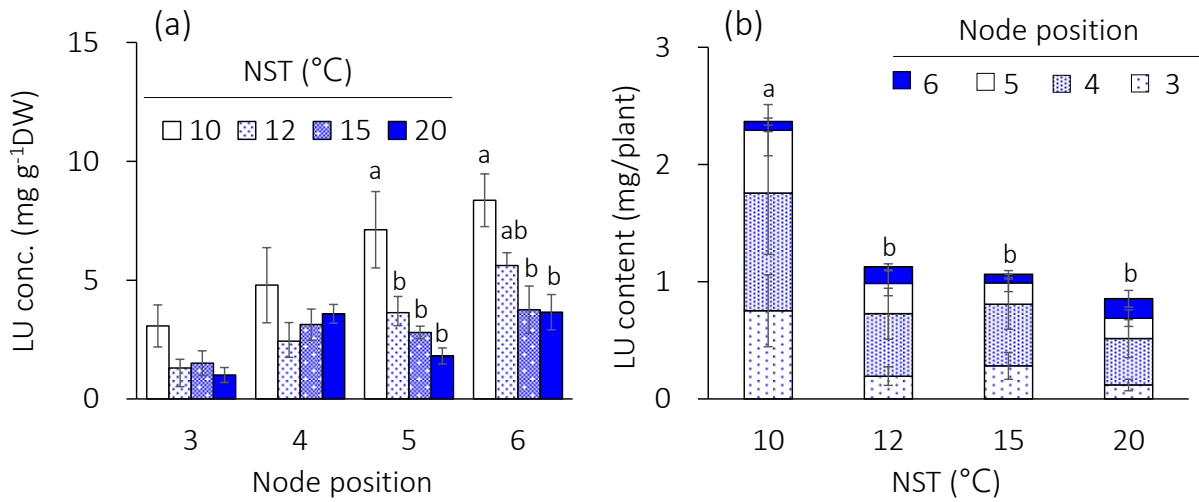 (a)
LU conc. (mg g⁻¹DW)
15
10
5
0
NST (°C)
10 12 15 20
a
b
b
b
a
ab
b
b
3 4 5 6
Node position
(b)
LU content (mg/plant)
3
2
1
0
Node position
6 5 4 3
a
b
b
b
10 12 15 20
NST (°C)